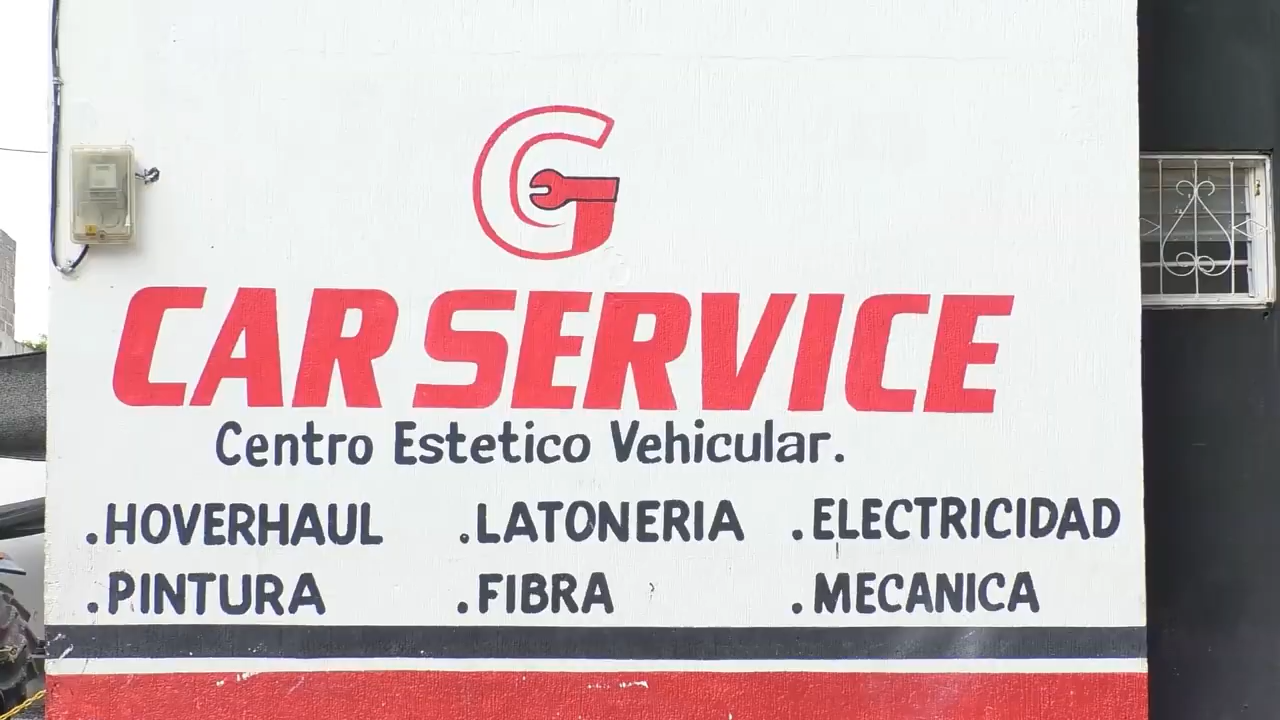 G
CAR SERVICE
Centro Estetico Vehicular.
.HOVERHAUL .LATONERIA .ELECTRICIDAD
.PINTURA .FIBRA .MECANICA